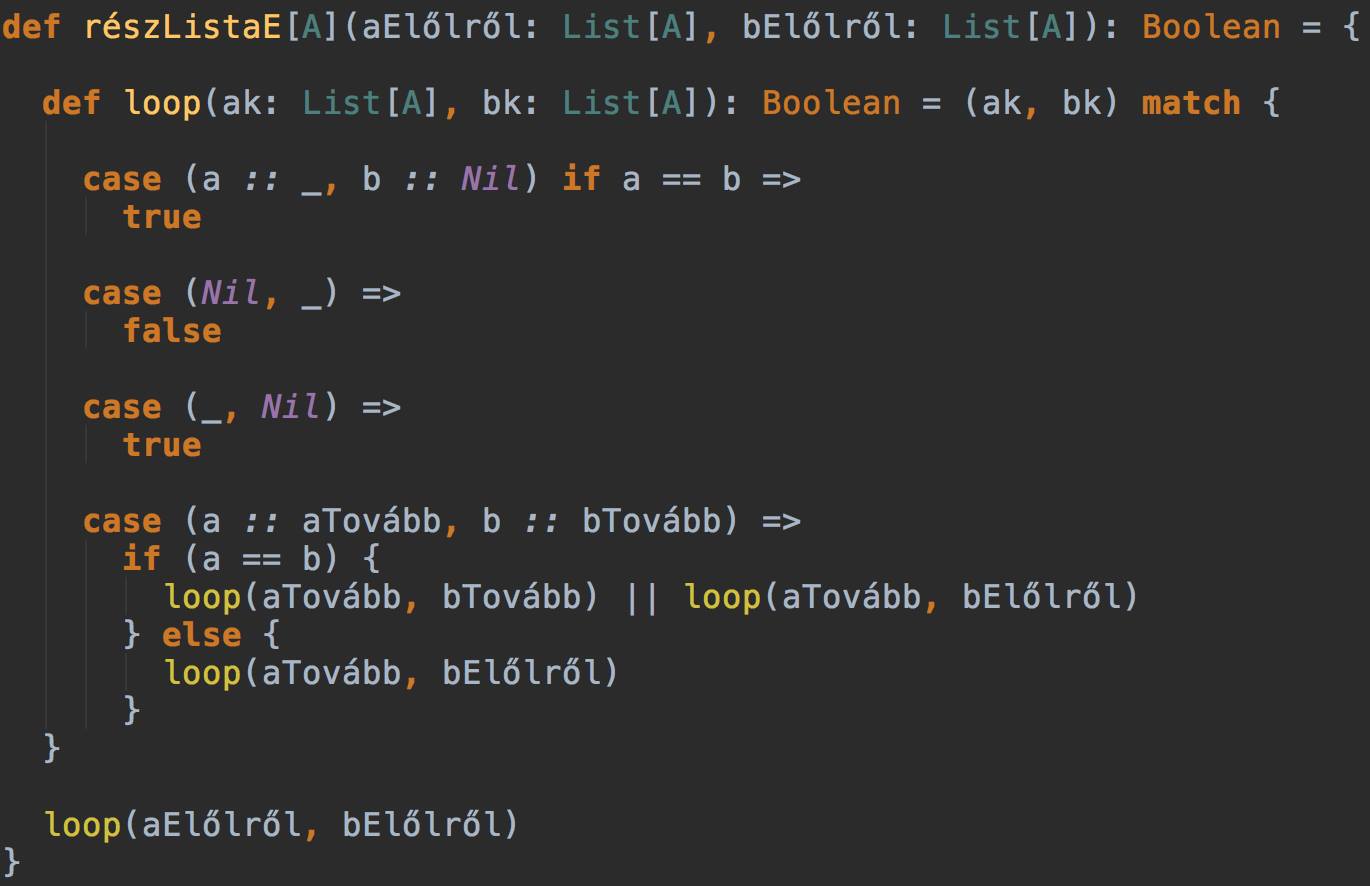 def részListaE[A](aElőlről: List[A], bElőlről: List[A]): Boolean = {
def loop(ak: List[A], bk: List[A]): Boolean = (ak, bk) match {
case (a :: _, b :: Nil) if a == b =>
true
case (Nil, _) =>
false
case (_, Nil) =>
true
case (a :: aTovább, b :: bTovább) =>
if (a == b) {
loop(aTovább, bTovább) || loop(aTovább, bElőlről)
} else {
loop(aTovább, bElőlről)
}
}
loop(aElőlről, bElőlről)
}